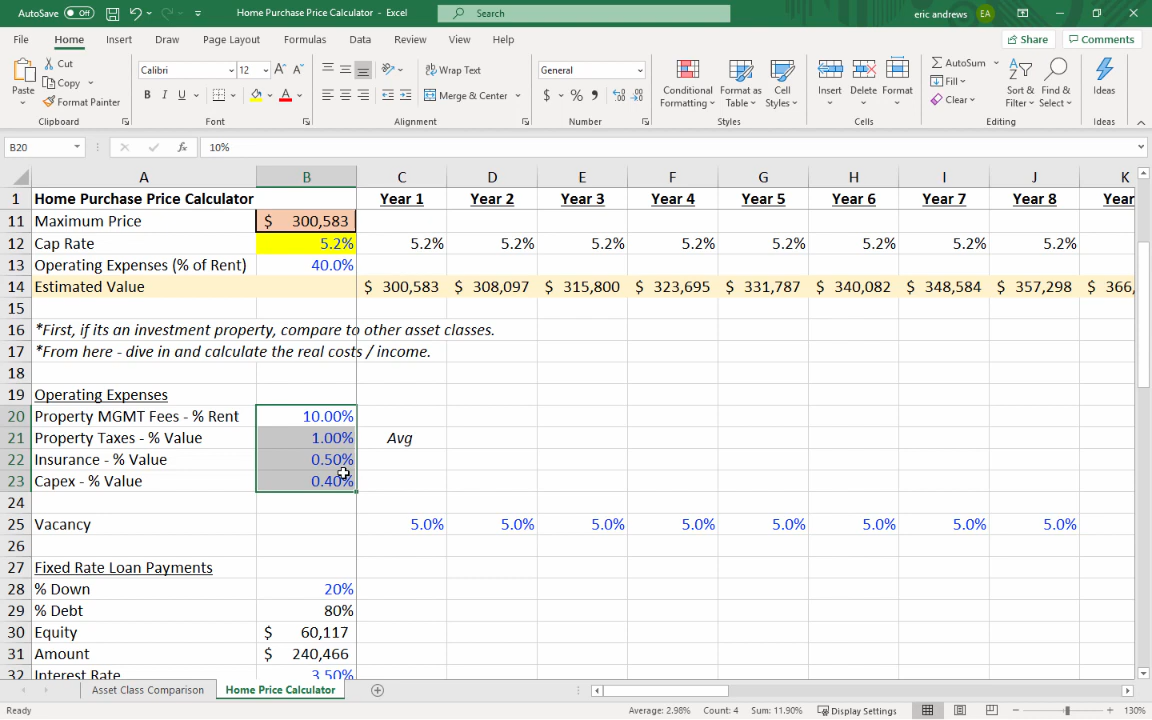 AutoSave Off Home Purchase Price Calculator - Excel Search eric andrews EA
File Home Insert Draw Page Layout Formulas Data Review View Help Share Comments
Paste Cut Copy Format Painter Calibri 12 A A B I U A Wrap Text Merge & Center General $ % , Conditional Formatting Format as Table Cell Styles Insert Delete Format AutoSum Fill Clear Sort & Filter Find & Select Ideas
Clipboard Font Alignment Number Styles Cells Editing Ideas
B20 fx 10%
A B C D E F G H I J K
1 Home Purchase Price Calculator Year 1 Year 2 Year 3 Year 4 Year 5 Year 6 Year 7 Year 8 Year
11 Maximum Price $ 300,583
12 Cap Rate 5.2% 5.2% 5.2% 5.2% 5.2% 5.2% 5.2% 5.2% 5.2%
13 Operating Expenses (% of Rent) 40.0%
14 Estimated Value $ 300,583 $ 308,097 $ 315,800 $ 323,695 $ 331,787 $ 340,082 $ 348,584 $ 357,298 $ 366,
15
16 *First, if its an investment property, compare to other asset classes.
17 *From here - dive in and calculate the real costs / income.
18
19 Operating Expenses
20 Property MGMT Fees - % Rent 10.00%
21 Property Taxes - % Value 1.00% Avg
22 Insurance - % Value 0.50%
23 Capex - % Value 0.40%
24
25 Vacancy 5.0% 5.0% 5.0% 5.0% 5.0% 5.0% 5.0% 5.0%
26
27 Fixed Rate Loan Payments
28 % Down 20%
29 % Debt 80%
30 Equity $ 60,117
31 Amount $ 240,466
32 Interest Rate 3.50%
Asset Class Comparison Home Price Calculator
Ready Average: 2.98% Count: 4 Sum: 11.90% Display Settings 130%